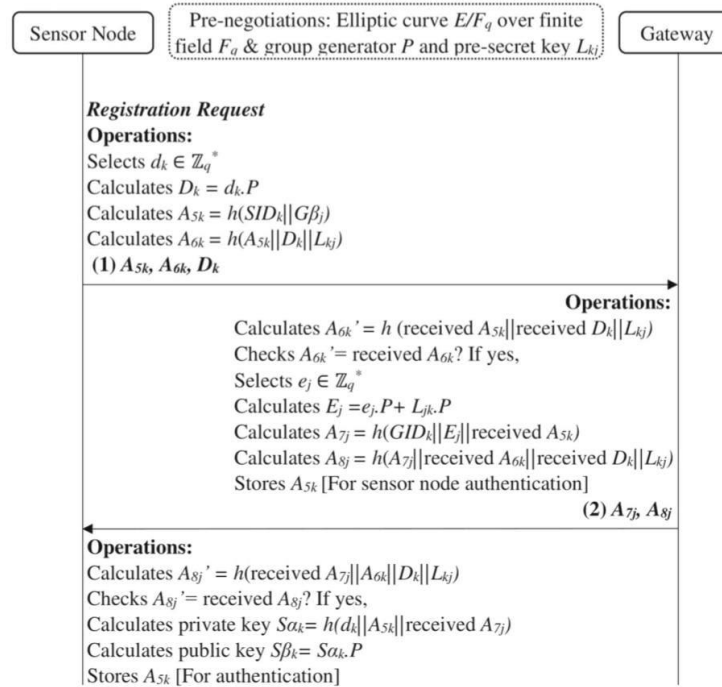 Sensor Node
Pre-negotiations: Elliptic curve E/F_q over finite
field F_q & group generator P and pre-secret key L_kj
Gateway
Registration Request
Operations:
Selects d_k ∈ ℤ_q*
Calculates D_k = d_k.P
Calculates A_5k = h(SID_k||Gβ_j)
Calculates A_6k = h(A_5k||D_k||L_kj)
(1) A_5k, A_6k, D_k
Operations:
Calculates A_6k’ = h (received A_5k||received D_k||L_kj)
Checks A_6k’= received A_6k? If yes,
Selects e_j ∈ ℤ_q*
Calculates E_j =e_j.P+ L_jk.P
Calculates A_7j = h(GID_k||E_j||received A_5k)
Calculates A_8j = h(A_7j||received A_6k||received D_k||L_kj)
Stores A_5k [For sensor node authentication]
(2) A_7j, A_8j
Operations:
Calculates A_8j’ = h(received A_7j||A_6k||D_k||L_kj)
Checks A_8j’= received A_8j? If yes,
Calculates private key Sα_k= h(d_k||A_5k||received A_7j)
Calculates public key Sβ_k= Sα_k.P
Stores A_5k [For authentication]